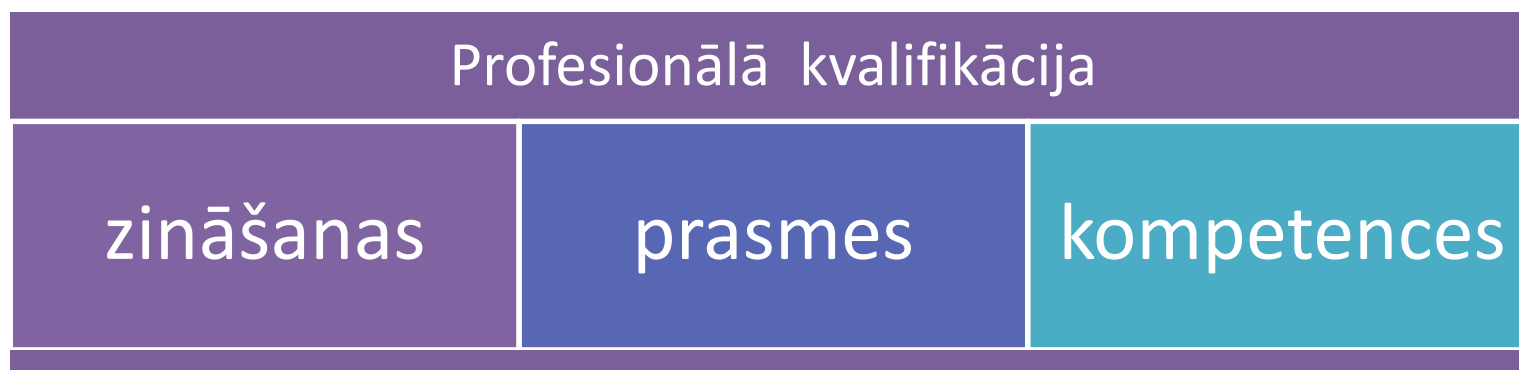 Profesionālā kvalifikācija
zināšanas
prasmes
kompetences